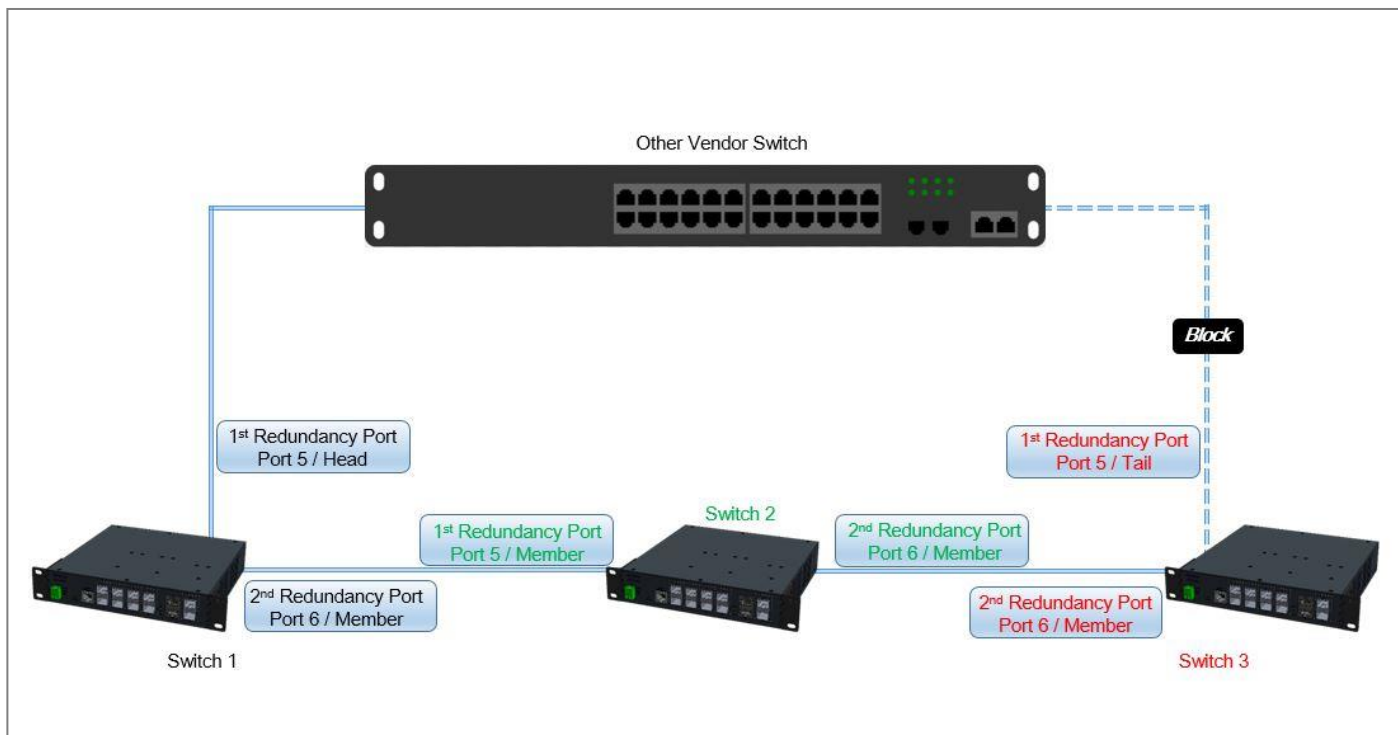 Other Vendor Switch
Block
1st Redundancy Port
Port 5 / Head
1st Redundancy Port
Port 5 / Tail
Switch 2
1st Redundancy Port
Port 5 / Member
2nd Redundancy Port
Port 6 / Member
2nd Redundancy Port
Port 6 / Member
2nd Redundancy Port
Port 6 / Member
Switch 1
Switch 3